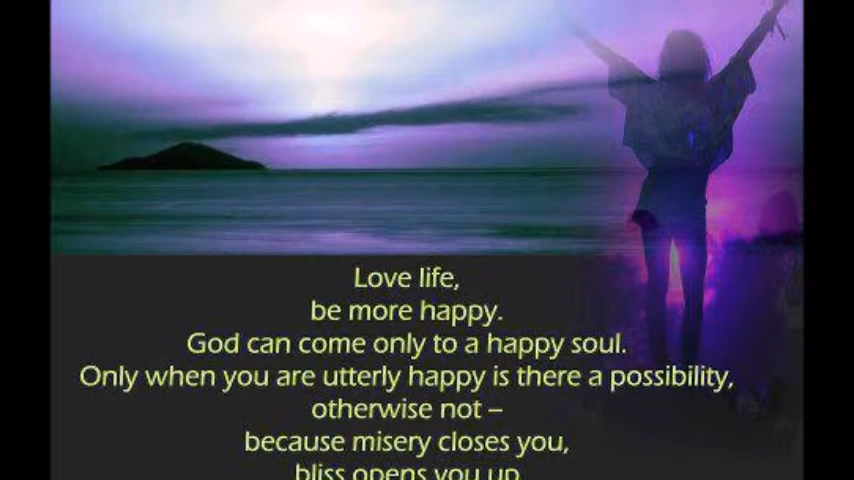 Love life,
be more happy.
God can come only to a happy soul.
Only when you are utterly happy is there a possibility,
otherwise not –
because misery closes you,
bliss opens you up